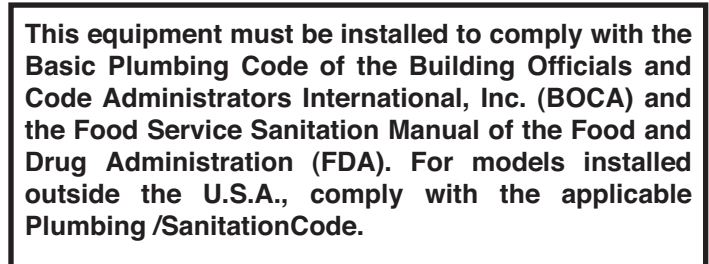 This equipment must be installed to comply with the
Basic Plumbing Code of the Building Officials and
Code Administrators International, Inc. (BOCA) and
the Food Service Sanitation Manual of the Food and
Drug Administration (FDA). For models installed
outside the U.S.A., comply with the applicable
Plumbing /SanitationCode.